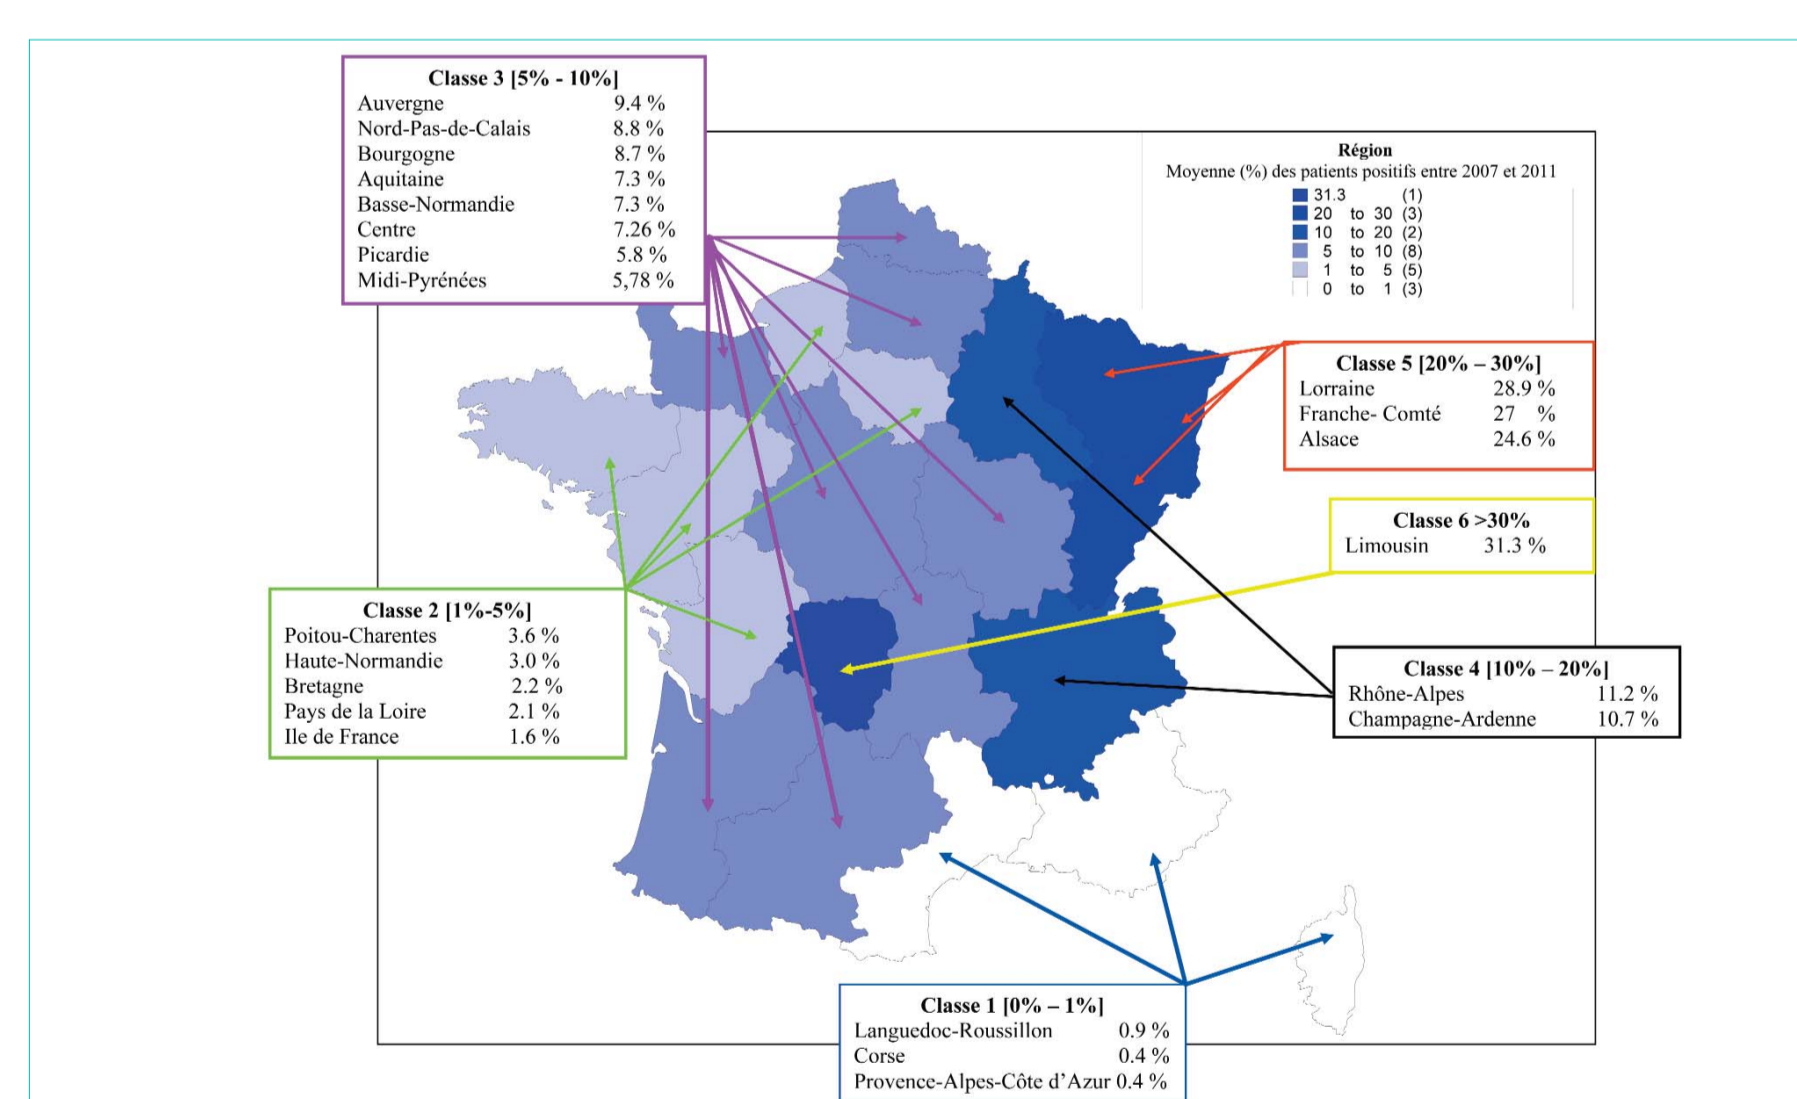 Classe 3 [5% - 10%]
Auvergne 9.4 %
Nord-Pas-de-Calais 8.8 %
Bourgogne 8.7 %
Aquitaine 7.3 %
Basse-Normandie 7.3 %
Centre 7.26 %
Picardie 5.8 %
Midi-Pyrénées 5,78 %
Région
Moyenne (%) des patients positifs entre 2007 et 2011
31.3 (1)
20 to 30 (3)
10 to 20 (2)
5 to 10 (8)
1 to 5 (5)
0 to 1 (3)
Classe 5 [20% – 30%]
Lorraine 28.9 %
Franche- Comté 27 %
Alsace 24.6 %
Classe 6 >30%
Limousin 31.3 %
Classe 2 [1%-5%]
Poitou-Charentes 3.6 %
Haute-Normandie 3.0 %
Bretagne 2.2 %
Pays de la Loire 2.1 %
Ile de France 1.6 %
Classe 4 [10% – 20%]
Rhône-Alpes 11.2 %
Champagne-Ardenne 10.7 %
Classe 1 [0% – 1%]
Languedoc-Roussillon 0.9 %
Corse 0.4 %
Provence-Alpes-Côte d’Azur 0.4 %